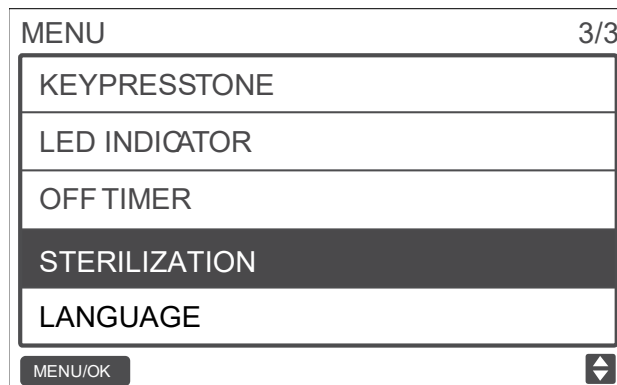 MENU 3/3
KEYPRESSTONE
LED INDICATOR
OFF TIMER
STERILIZATION
LANGUAGE
MENU/OK